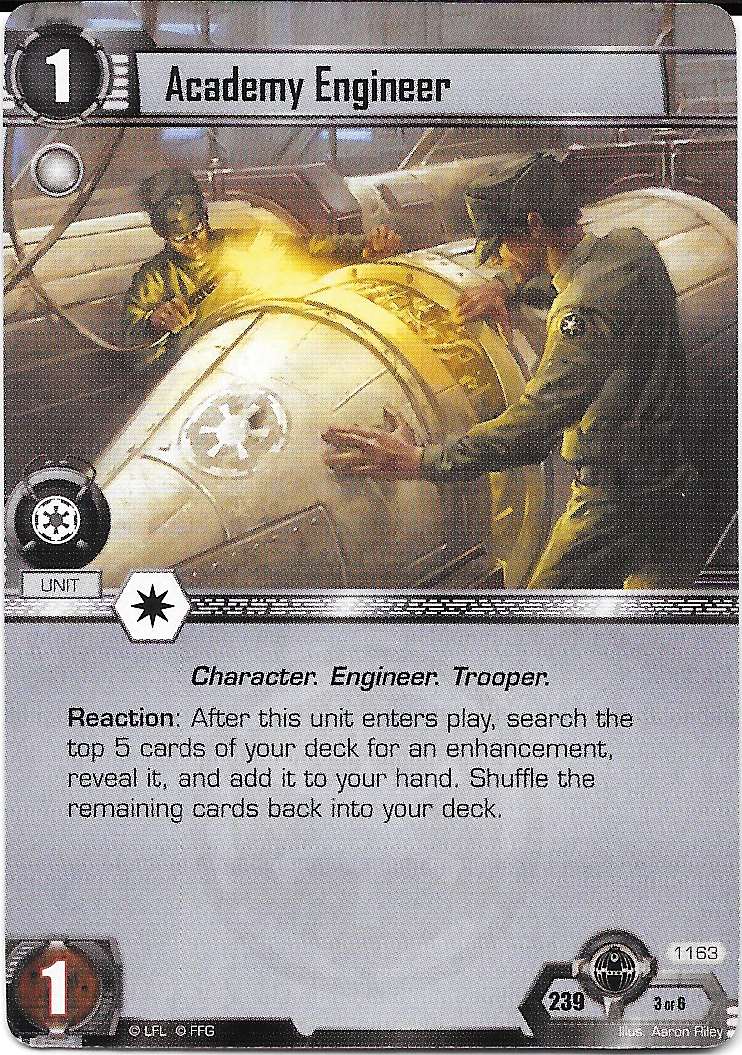 1
Academy Engineer
UNIT
Character. Engineer. Trooper.
Reaction: After this unit enters play, search the
top 5 cards of your deck for an enhancement,
reveal it, and add it to your hand. Shuffle the
remaining cards back into your deck.
1
1163
239
3 OF 6
© LFL © FFG
Illus. Aaron Riley